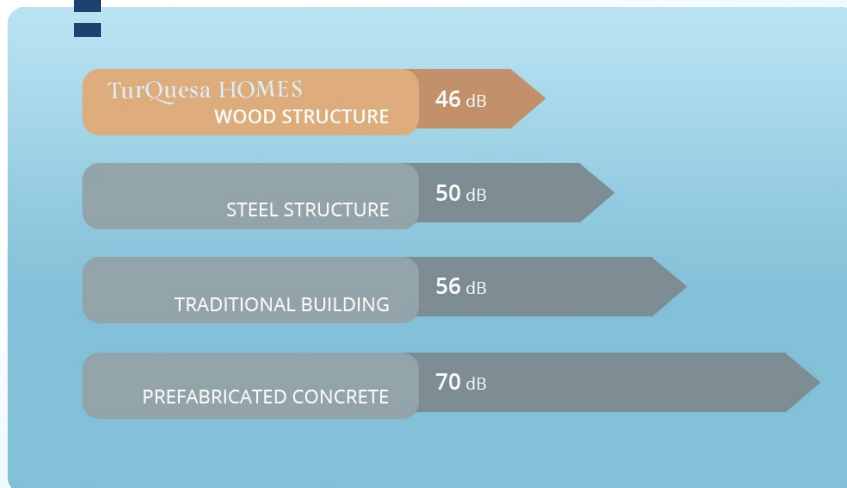 TurQuesa HOMES
WOOD STRUCTURE
46 dB
STEEL STRUCTURE
50 dB
TRADITIONAL BUILDING
56 dB
PREFABRICATED CONCRETE
70 dB